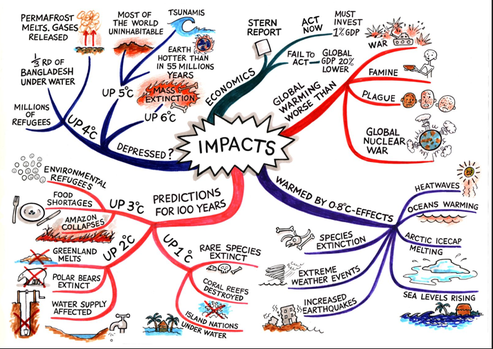 IMPACTS
ECONOMICS
STERN
REPORT
ACT
NOW
MUST
INVEST
1% GDP
FAIL TO
ACT
GLOBAL
GDP 20%
LOWER
GLOBAL
WARMING
WORSE THAN
WAR
FAMINE
PLAGUE
GLOBAL
NUCLEAR
WAR
WARMED BY 0.8°C-EFFECTS
HEATWAVES
OCEANS WARMING
ARCTIC ICECAP
MELTING
SEA LEVELS RISING
SPECIES
EXTINCTION
EXTREME
WEATHER EVENTS
INCREASED
EARTHQUAKES
PREDICTIONS
FOR 100 YEARS
UP 1°C
RARE SPECIES
EXTINCT
CORAL REEFS
DESTROYED
ISLAND NATIONS
UNDER WATER
UP 2°C
GREENLAND
MELTS
POLAR BEARS
EXTINCT
WATER SUPPLY
AFFECTED
UP 3°C
ENVIRONMENTAL
REFUGEES
FOOD
SHORTAGES
AMAZON
COLLAPSES
DEPRESSED?
UP 4°C
PERMAFROST
MELTS, GASES
RELEASED
1/3 RD OF
BANGLADESH
UNDER WATER
MILLIONS
OF
REFUGEES
UP 5°C
MOST OF
THE WORLD
UNINHABITABLE
TSUNAMIS
EARTH
HOTTER THAN
IN 55 MILLIONS
YEARS
UP 6°C
MASS
EXTINCTION